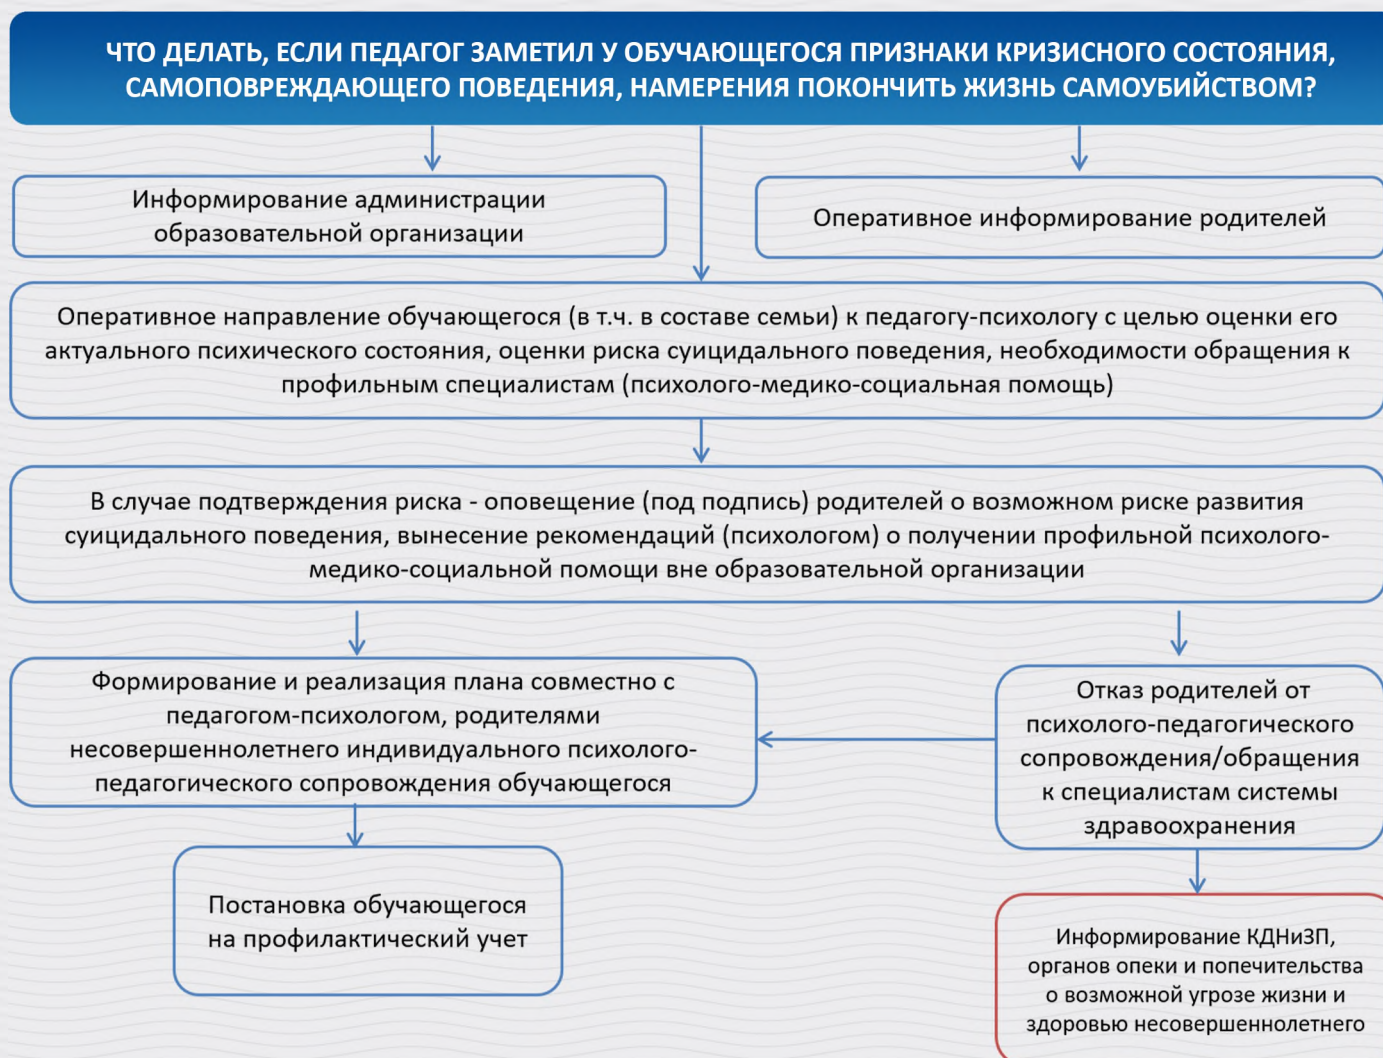 ЧТО ДЕЛАТЬ, ЕСЛИ ПЕДАГОГ ЗАМЕТИЛ У ОБУЧАЮЩЕГОСЯ ПРИЗНАКИ КРИЗИСНОГО СОСТОЯНИЯ,
САМОПОВРЕЖДАЮЩЕГО ПОВЕДЕНИЯ, НАМЕРЕНИЯ ПОКОНЧИТЬ ЖИЗНЬ САМОУБИЙСТВОМ?
Информирование администрации
образовательной организации
Оперативное информирование родителей
Оперативное направление обучающегося (в т.ч. в составе семьи) к педагогу-психологу с целью оценки его
актуального психического состояния, оценки риска суицидального поведения, необходимости обращения к
профильным специалистам (психолого-медико-социальная помощь)
В случае подтверждения риска - оповещение (под подпись) родителей о возможном риске развития
суицидального поведения, вынесение рекомендаций (психологом) о получении профильной психолого-
медико-социальной помощи вне образовательной организации
Формирование и реализация плана совместно с
педагогом-психологом, родителями
несовершеннолетнего индивидуального психолого-
педагогического сопровождения обучающегося
Отказ родителей от
психолого-педагогического
сопровождения/обращения
к специалистам системы
здравоохранения
Постановка обучающегося
на профилактический учет
Информирование КДНиЗП,
органов опеки и попечительства
о возможной угрозе жизни и
здоровью несовершеннолетнего